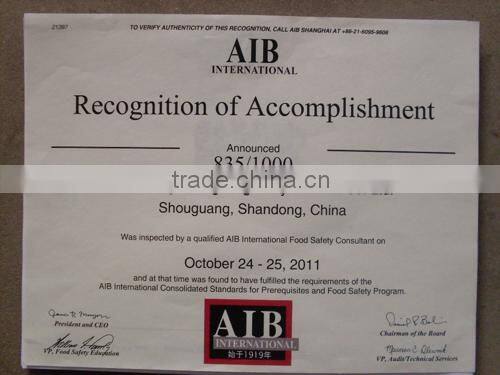 21397
TO VERIFY AUTHENTICITY OF THIS RECOGNITION, CALL AIB SHANGHAI AT +86-21-6095-9808
AIB
INTERNATIONAL
Recognition of Accomplishment
Announced
835/1000
trade.china.cn
Shouguang, Shandong, China
Was inspected by a qualified AIB International Food Safety Consultant on
October 24 - 25, 2011
and at that time was found to have fulfilled the requirements of the
AIB International Consolidated Standards for Prerequisites and Food Safety Program.
President and CEO
VP, Food Safety Education
AIB
INTERNATIONAL
始于1919年
Chairman of the Board
VP, Audit/Technical Services